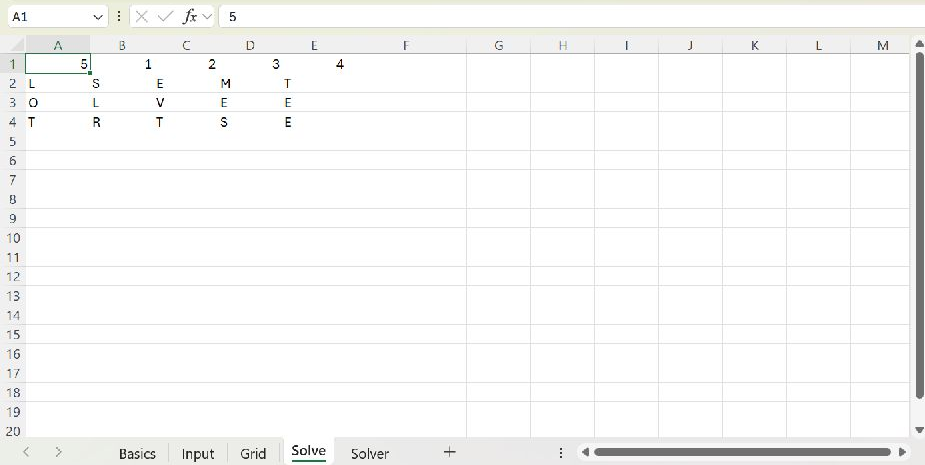 A1 fx 5
A B C D E F G H I J K L M
1 5 1 2 3 4
2 L S E M T
3 O L V E E
4 T R T S E
5
6
7
8
9
10
11
12
13
14
15
16
17
18
19
20
Basics Input Grid Solve Solver +